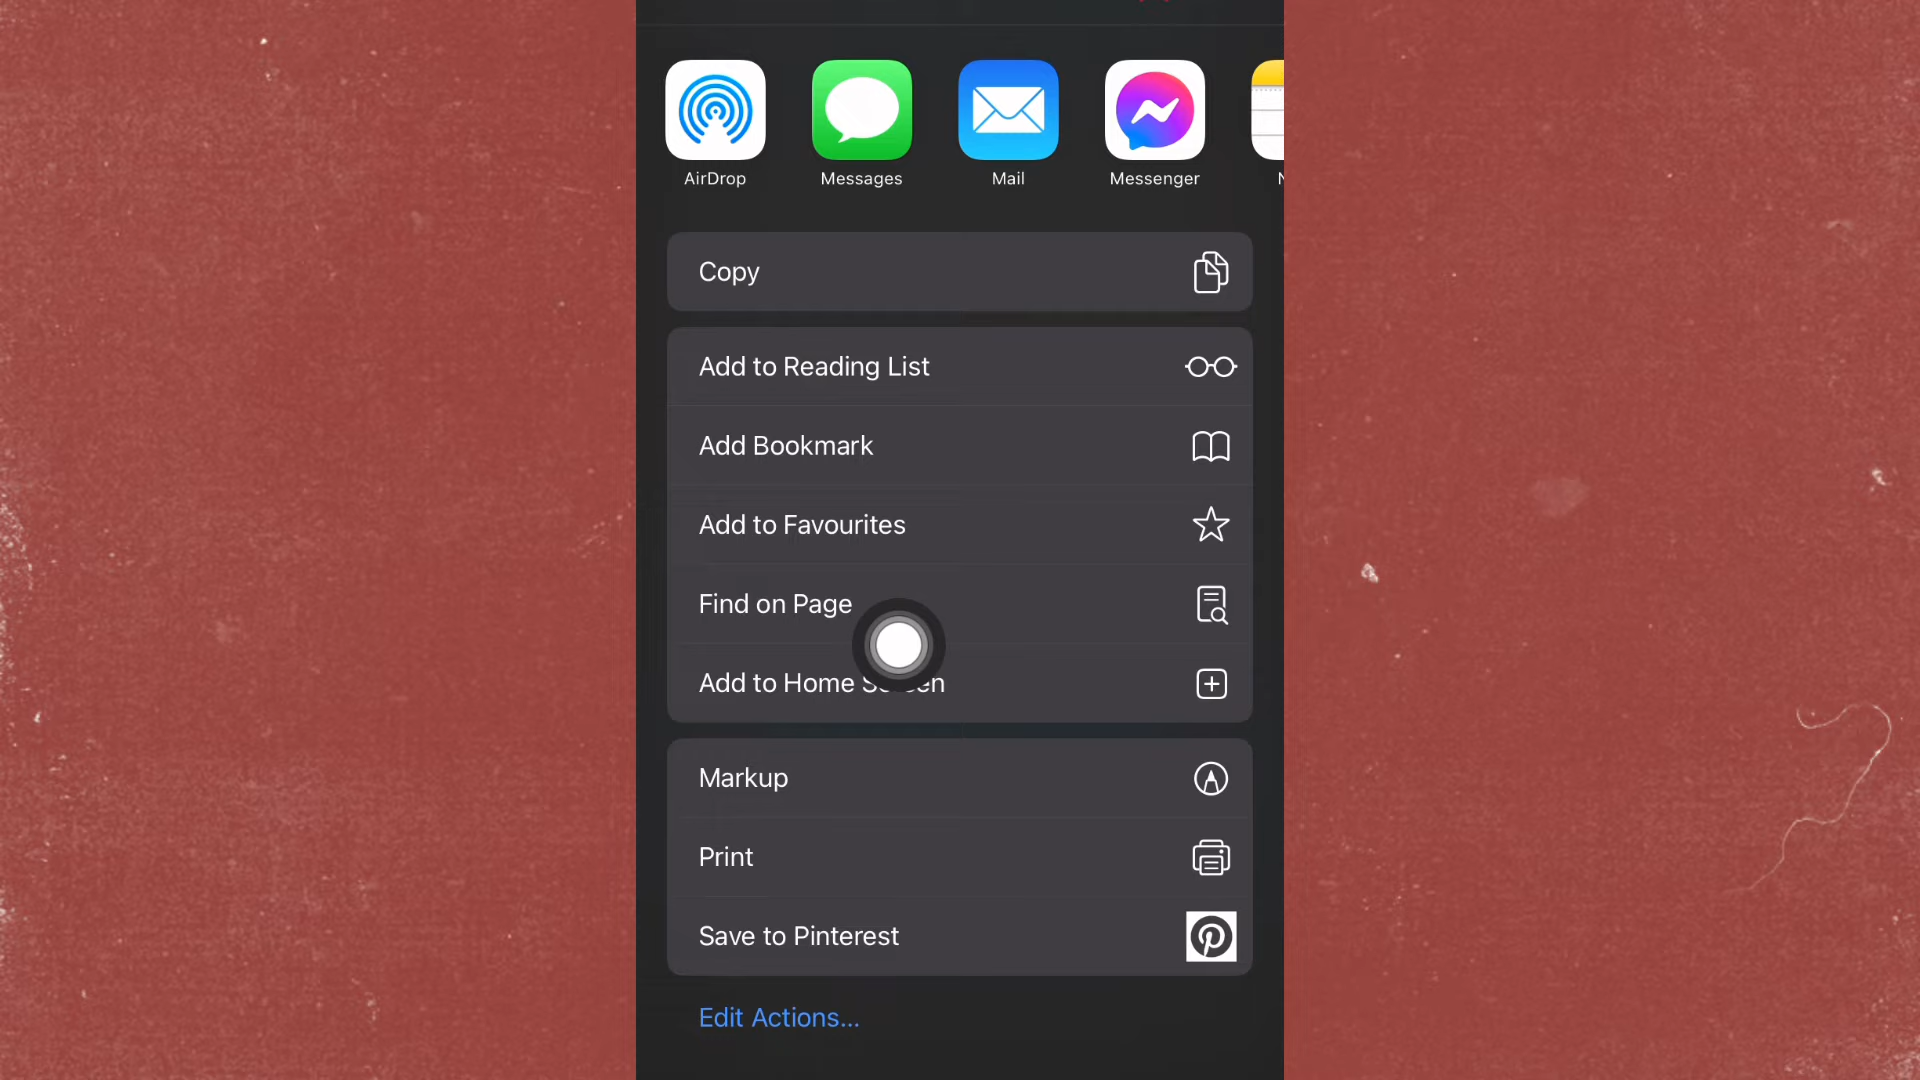 AirDrop
Messages
Mail
Messenger
Copy
Add to Reading List
Add Bookmark
Add to Favourites
Find on Page
Add to Home Screen
Markup
Print
Save to Pinterest
Edit Actions...